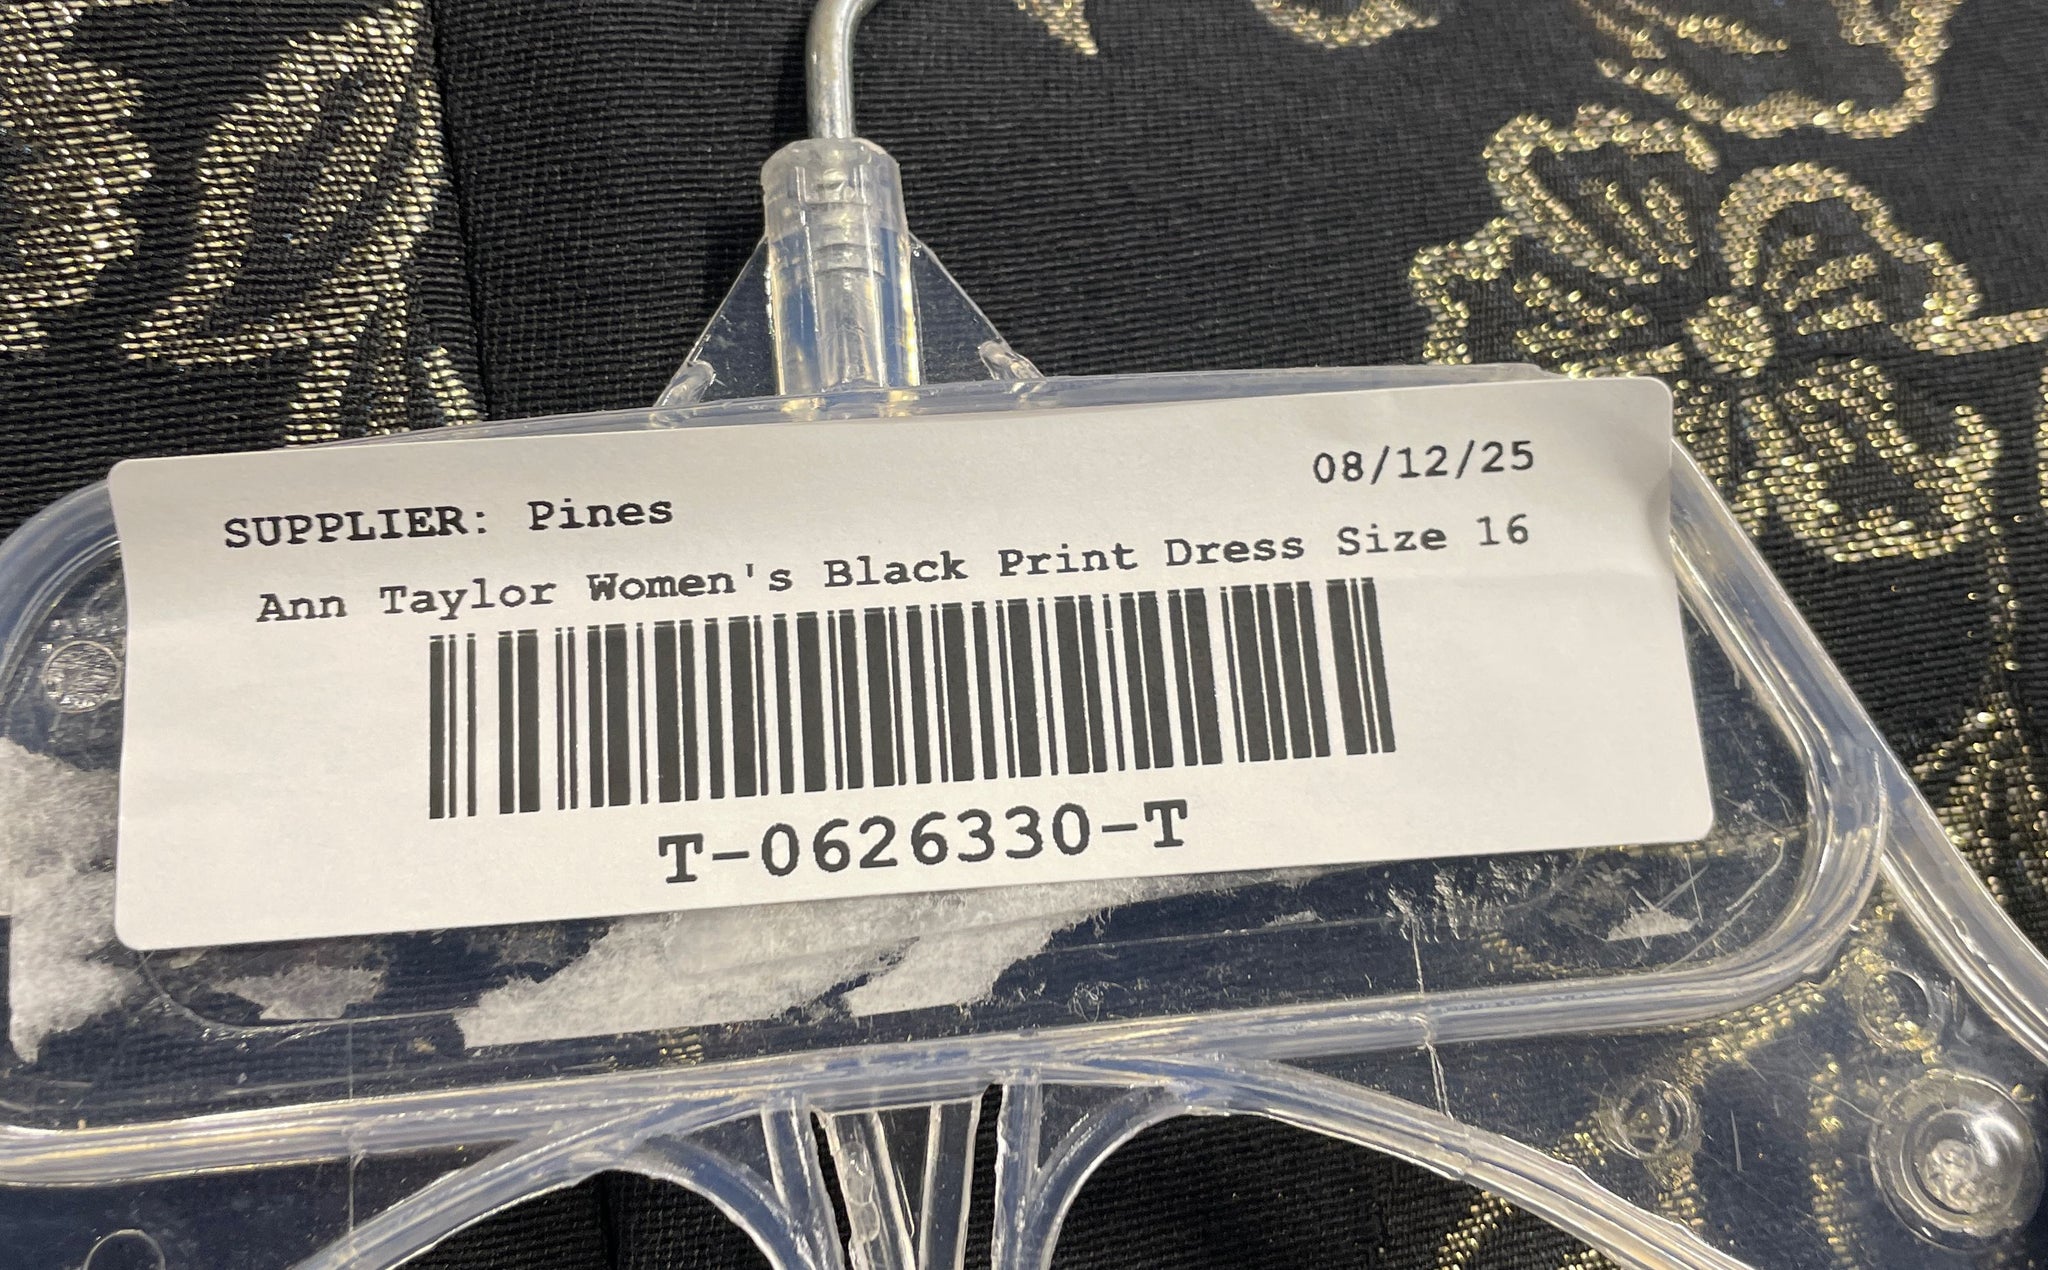 08/12/25
SUPPLIER: Pines
Ann Taylor Women's Black Print Dress Size 16
T-0626330-T